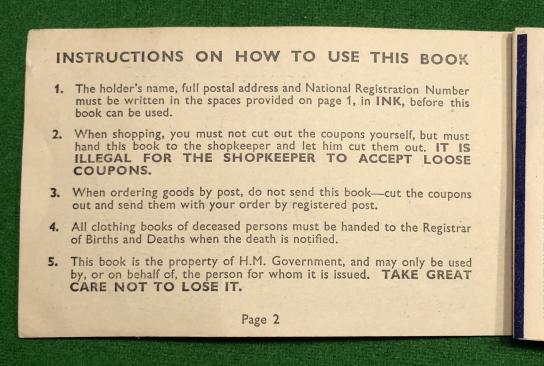 INSTRUCTIONS ON HOW TO USE THIS BOOK
1. The holder's name, full postal address and National Registration Number
must be written in the spaces provided on page 1, in INK, before this
book can be used.
2. When shopping, you must not cut out the coupons yourself, but must
hand this book to the shopkeeper and let him cut them out. IT IS
ILLEGAL FOR THE SHOPKEEPER TO ACCEPT LOOSE
COUPONS.
3. When ordering goods by post, do not send this book—cut the coupons
out and send them with your order by registered post.
4. All clothing books of deceased persons must be handed to the Registrar
of Births and Deaths when the death is notified.
5. This book is the property of H.M. Government, and may only be used
by, or on behalf of, the person for whom it is issued. TAKE GREAT
CARE NOT TO LOSE IT.
Page 2